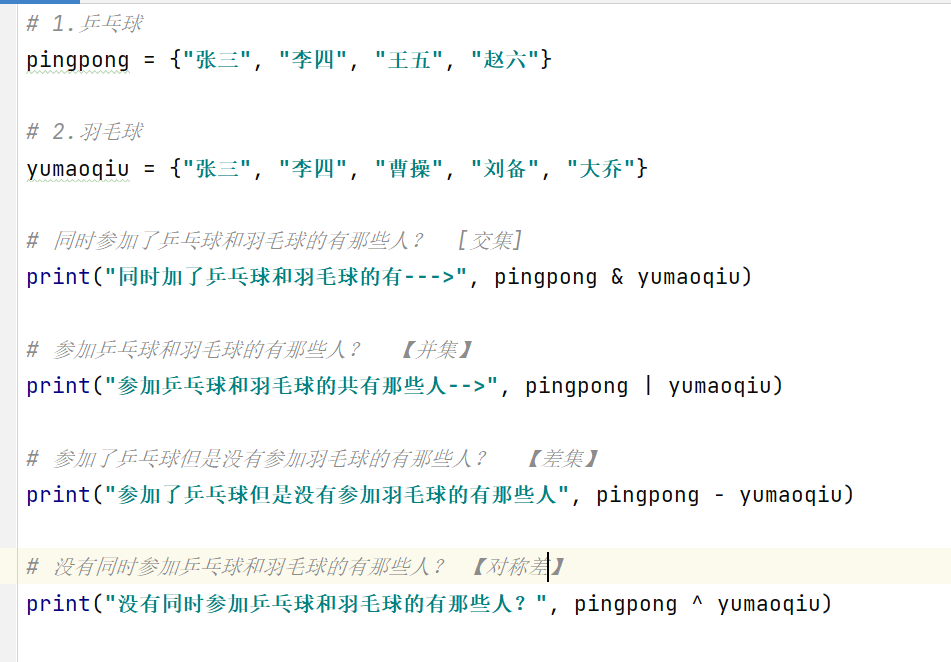 # 1.乒乓球
pingpong = {"张三", "李四", "王五", "赵六"}
# 2.羽毛球
yumaoqiu = {"张三", "李四", "曹操", "刘备", "大乔"}
# 同时参加了乒乓球和羽毛球的有那些人？ [交集]
print("同时加了乒乓球和羽毛球的有--->", pingpong & yumaoqiu)
# 参加乒乓球和羽毛球的有那些人？ 【并集】
print("参加乒乓球和羽毛球的共有那些人-->", pingpong | yumaoqiu)
# 参加了乒乓球但是没有参加羽毛球的有那些人？ 【差集】
print("参加了乒乓球但是没有参加羽毛球的有那些人", pingpong - yumaoqiu)
# 没有同时参加乒乓球和羽毛球的有那些人？ 【对称差】
print("没有同时参加乒乓球和羽毛球的有那些人？", pingpong ^ yumaoqiu)